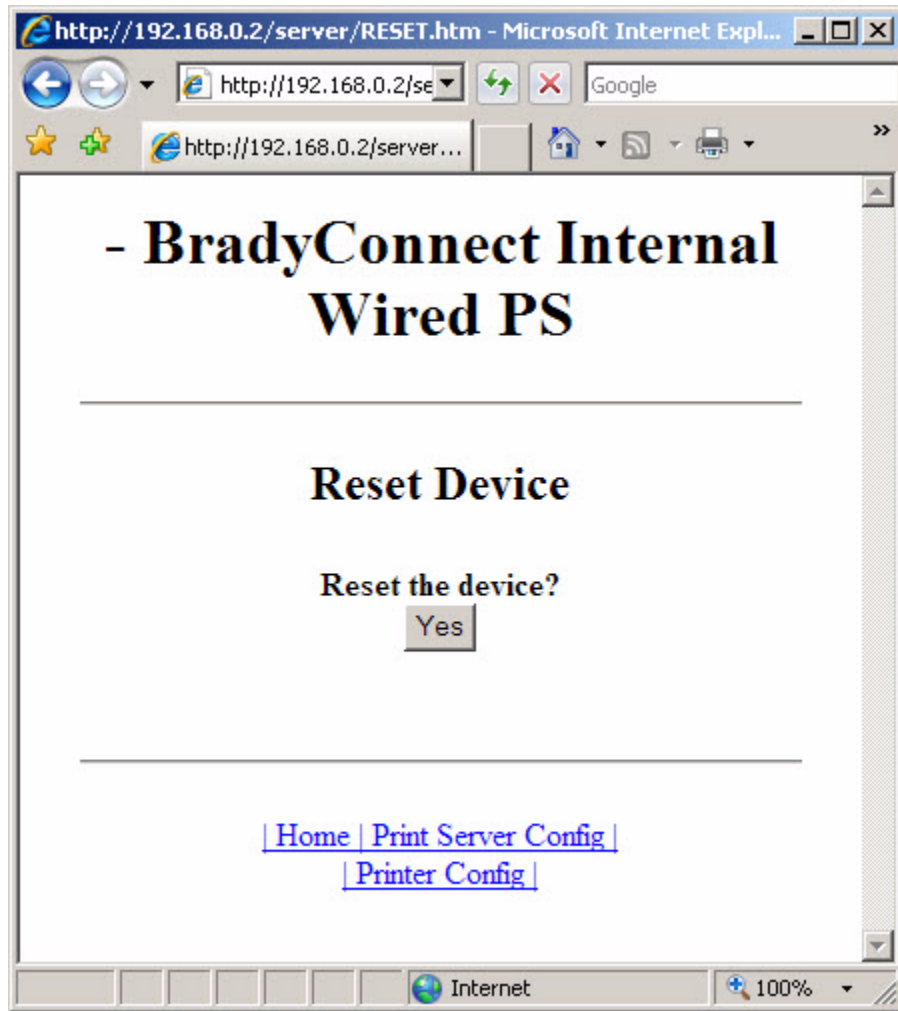 http://192.168.0.2/server/RESET.htm - Microsoft Internet Expl...
http://192.168.0.2/se
Google
http://192.168.0.2/server...
»
- BradyConnect Internal
Wired PS
Reset Device
Reset the device?
Yes
| Home | Print Server Config |
| Printer Config |
Internet
100%